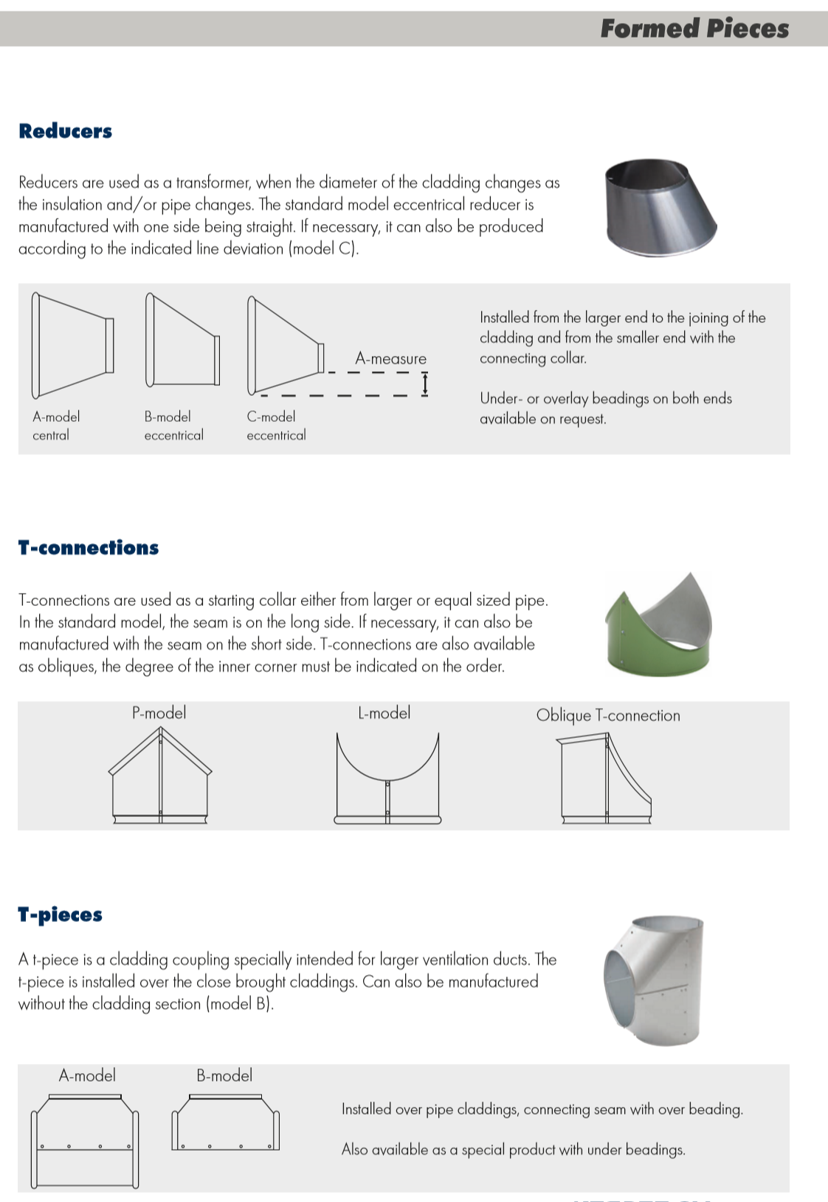 Formed Pieces
Reducers
Reducers are used as a transformer, when the diameter of the cladding changes as
the insulation and/or pipe changes. The standard model eccentrical reducer is
manufactured with one side being straight. If necessary, it can also be produced
according to the indicated line deviation (model C).
A-measure
A-model
central
B-model
eccentrical
C-model
eccentrical
Installed from the larger end to the joining of the
cladding and from the smaller end with the
connecting collar.
Under- or overlay beadings on both ends
available on request.
T-connections
T-connections are used as a starting collar either from larger or equal sized pipe.
In the standard model, the seam is on the long side. If necessary, it can also be
manufactured with the seam on the short side. T-connections are also available
as obliques, the degree of the inner corner must be indicated on the order.
P-model
L-model
Oblique T-connection
T-pieces
A t-piece is a cladding coupling specially intended for larger ventilation ducts. The
t-piece is installed over the close brought claddings. Can also be manufactured
without the cladding section (model B).
A-model
B-model
Installed over pipe claddings, connecting seam with over beading.
Also available as a special product with under beadings.